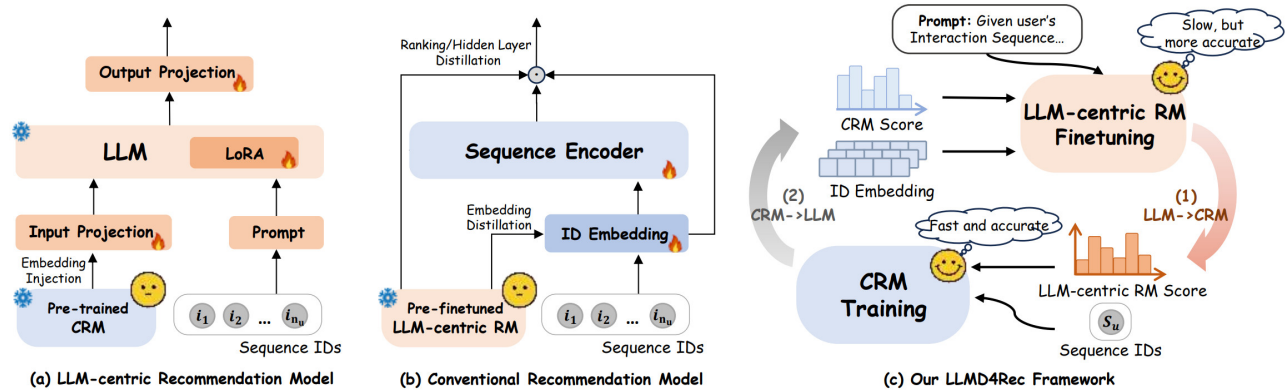 Output Projection
LLM
LoRA
Input Projection
Prompt
Embedding
Injection
Pre-trained
CRM
i1 i2 ... inu
Sequence IDs
(a) LLM-centric Recommendation Model
Ranking/Hidden Layer
Distillation
Sequence Encoder
Embedding
Distillation
ID Embedding
Pre-finetuned
LLM-centric RM
i1 i2 ... inu
Sequence IDs
(b) Conventional Recommendation Model
Prompt: Given user's
Interaction Sequence...
Slow, but
more accurate
CRM Score
LLM-centric RM
Finetuning
ID Embedding
(2)
CRM->LLM
(1)
LLM->CRM
Fast and accurate
CRM
Training
LLM-centric RM Score
Su
Sequence IDs
(c) Our LLMD4Rec Framework